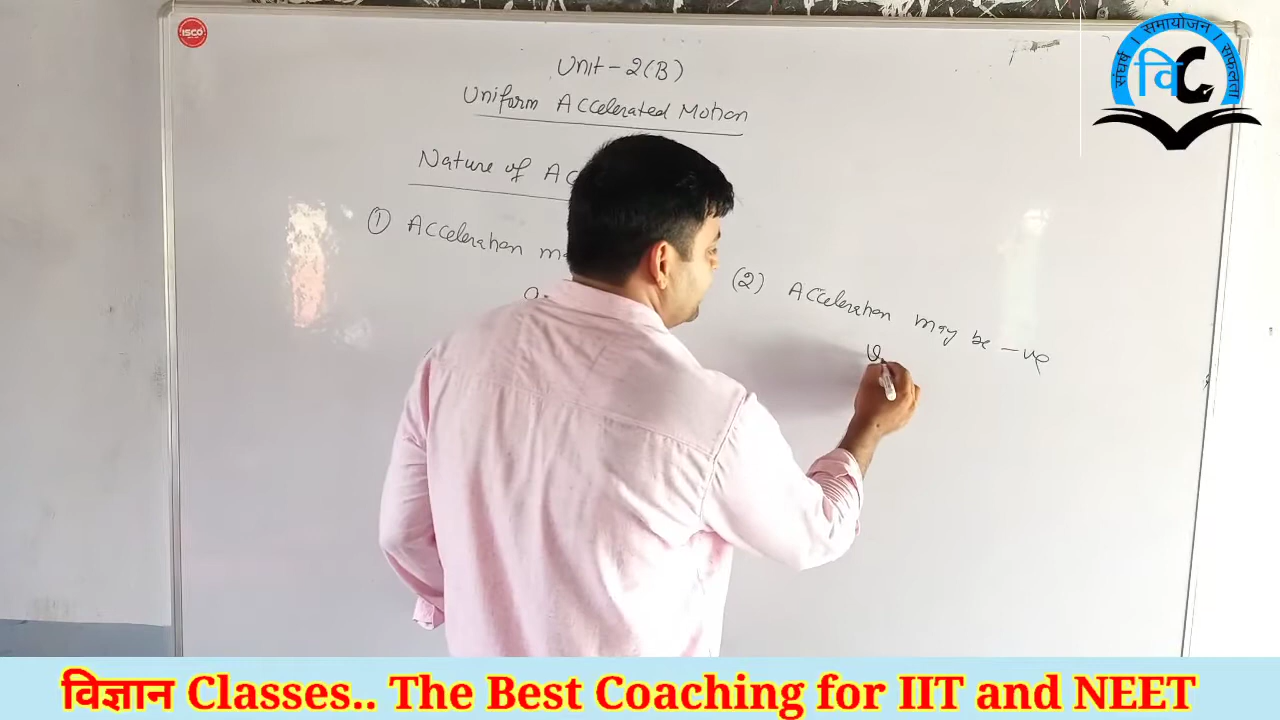 ISCO
संघर्ष । समायोजन । सफलता
वि C
Unit-2(B)
Uniform Accelerated Motion
Nature of
① Acceleration
(2) Acceleration may be -ve
विज्ञान Classes.. The Best Coaching for IIT and NEET